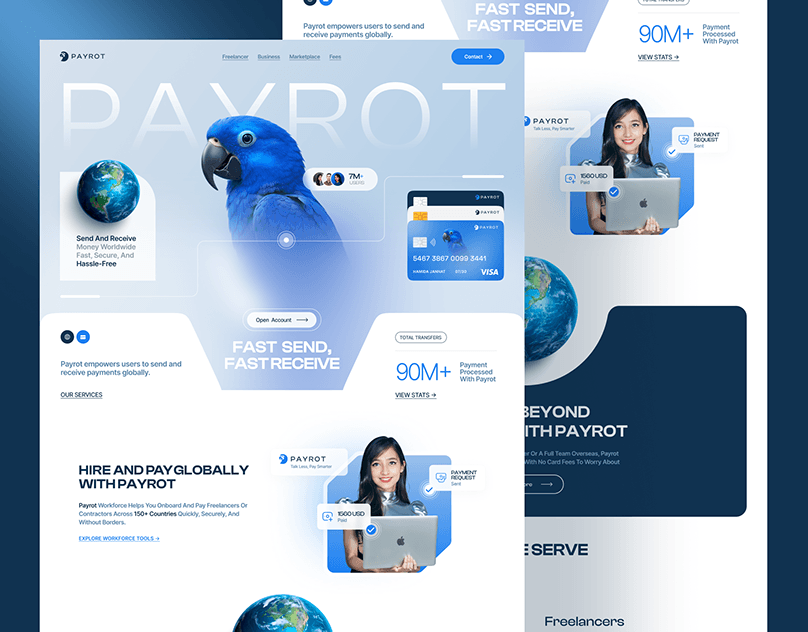 PAYROT
Freelancer Business Marketplace Fees
Contact →
PAYROT
7M+
USERS
Send And Receive
Money Worldwide
Fast, Secure, And
Hassle-Free
PAYROT
PAYROT
PAYROT
5467 3867 0099 3441
HAMIDA JANNAT 07/23 VISA
Open Account
FAST SEND,
FAST RECEIVE
Payrot empowers users to send and
receive payments globally.
OUR SERVICES
TOTAL TRANSFERS
90M+
Payment
Processed
With Payrot
VIEW STATS →
HIRE AND PAY GLOBALLY
WITH PAYROT
Payrot Workforce Helps You Onboard And Pay Freelancers Or
Contractors Across 150+ Countries Quickly, Securely, And
Without Borders.
EXPLORE WORKFORCE TOOLS →
PAYROT
Talk Less, Pay Smarter
PAYMENT
REQUEST
Sent
1560 USD
Paid
Payrot empowers users to send and
receive payments globally.
FAST SEND,
FAST RECEIVE
TOTAL TRANSFERS
90M+
Payment
Processed
With Payrot
VIEW STATS →
PAYROT
Talk Less, Pay Smarter
PAYMENT
REQUEST
Sent
1560 USD
Paid
BEYOND
ITH PAYROT
er Or A Full Team Overseas, Payrot
With No Card Fees To Worry About
E SERVE
Freelancers